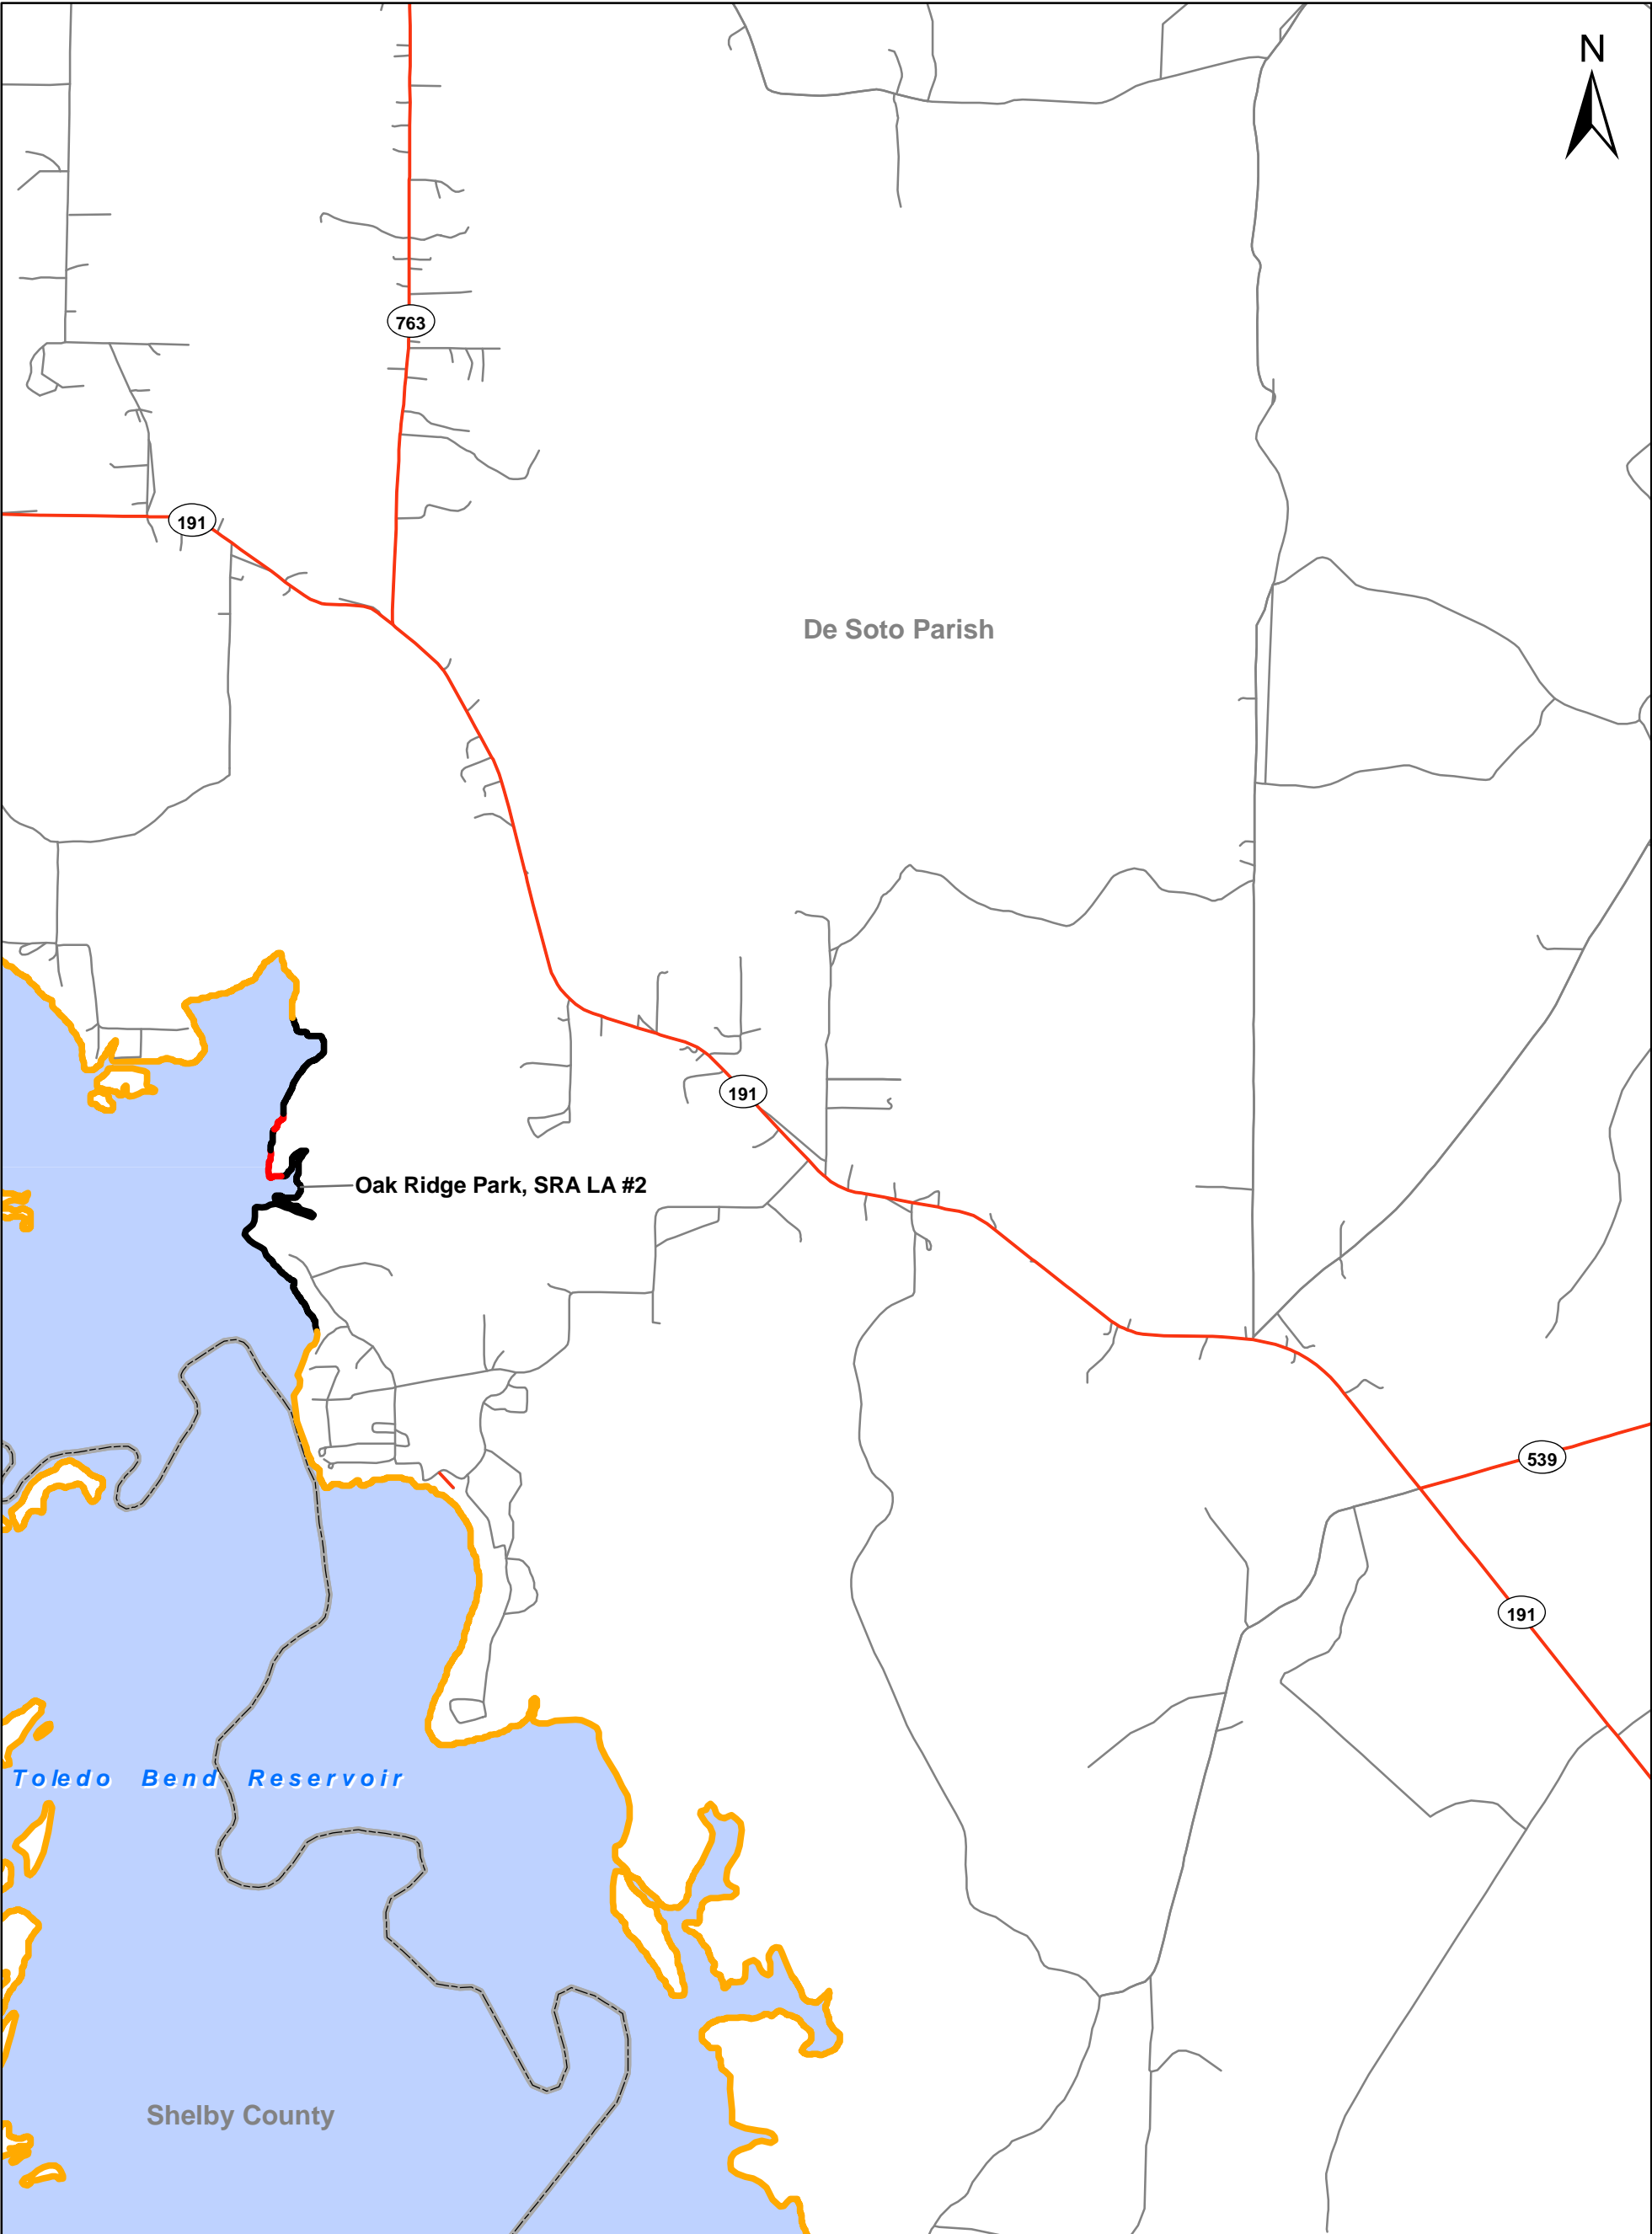 N
763
191
De Soto Parish
191
Oak Ridge Park, SRA LA #2
539
191
Toledo Bend Reservoir
Shelby County